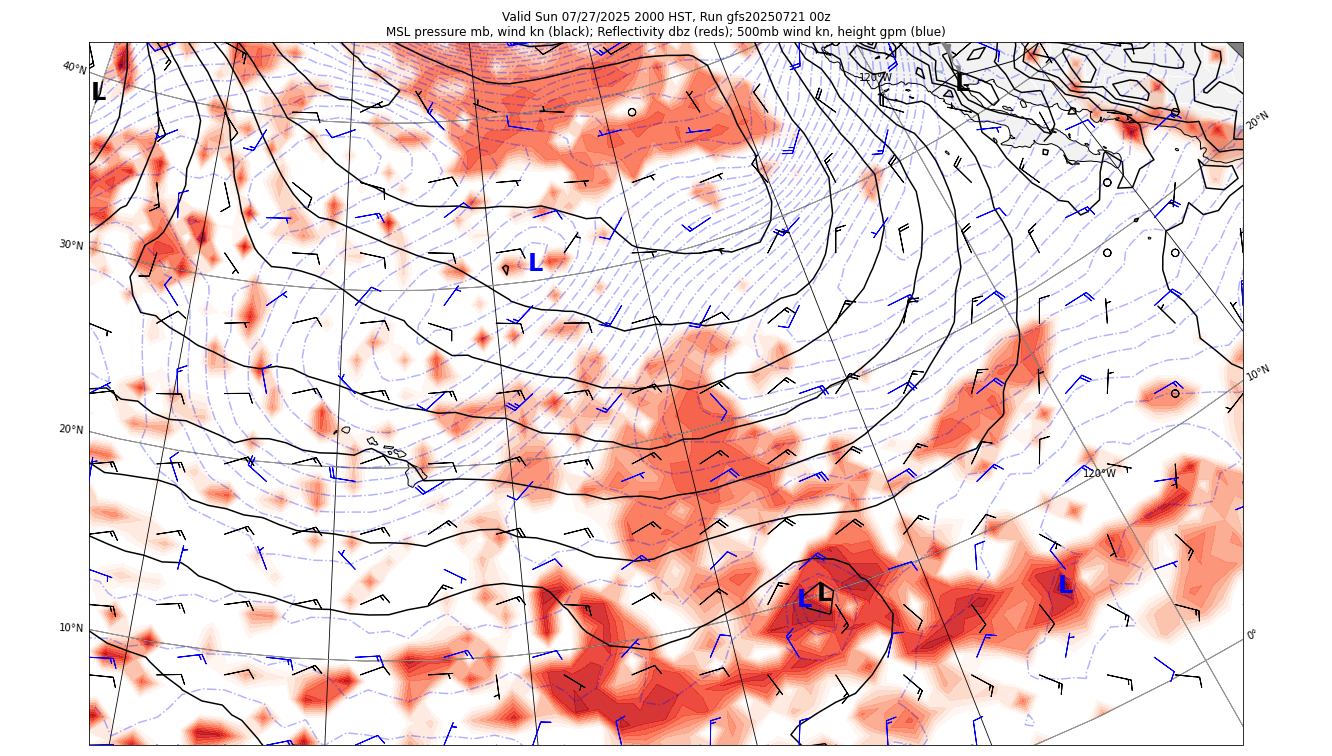 Valid Sun 07/27/2025 2000 HST, Run gfs20250721 00z
MSL pressure mb, wind kn (black); Reflectivity dbz (reds); 500mb wind kn, height gpm (blue)
40°N
120°W
L
L
20°N
30°N
L
10°N
20°N
120°W
L
L
L
10°N
0°